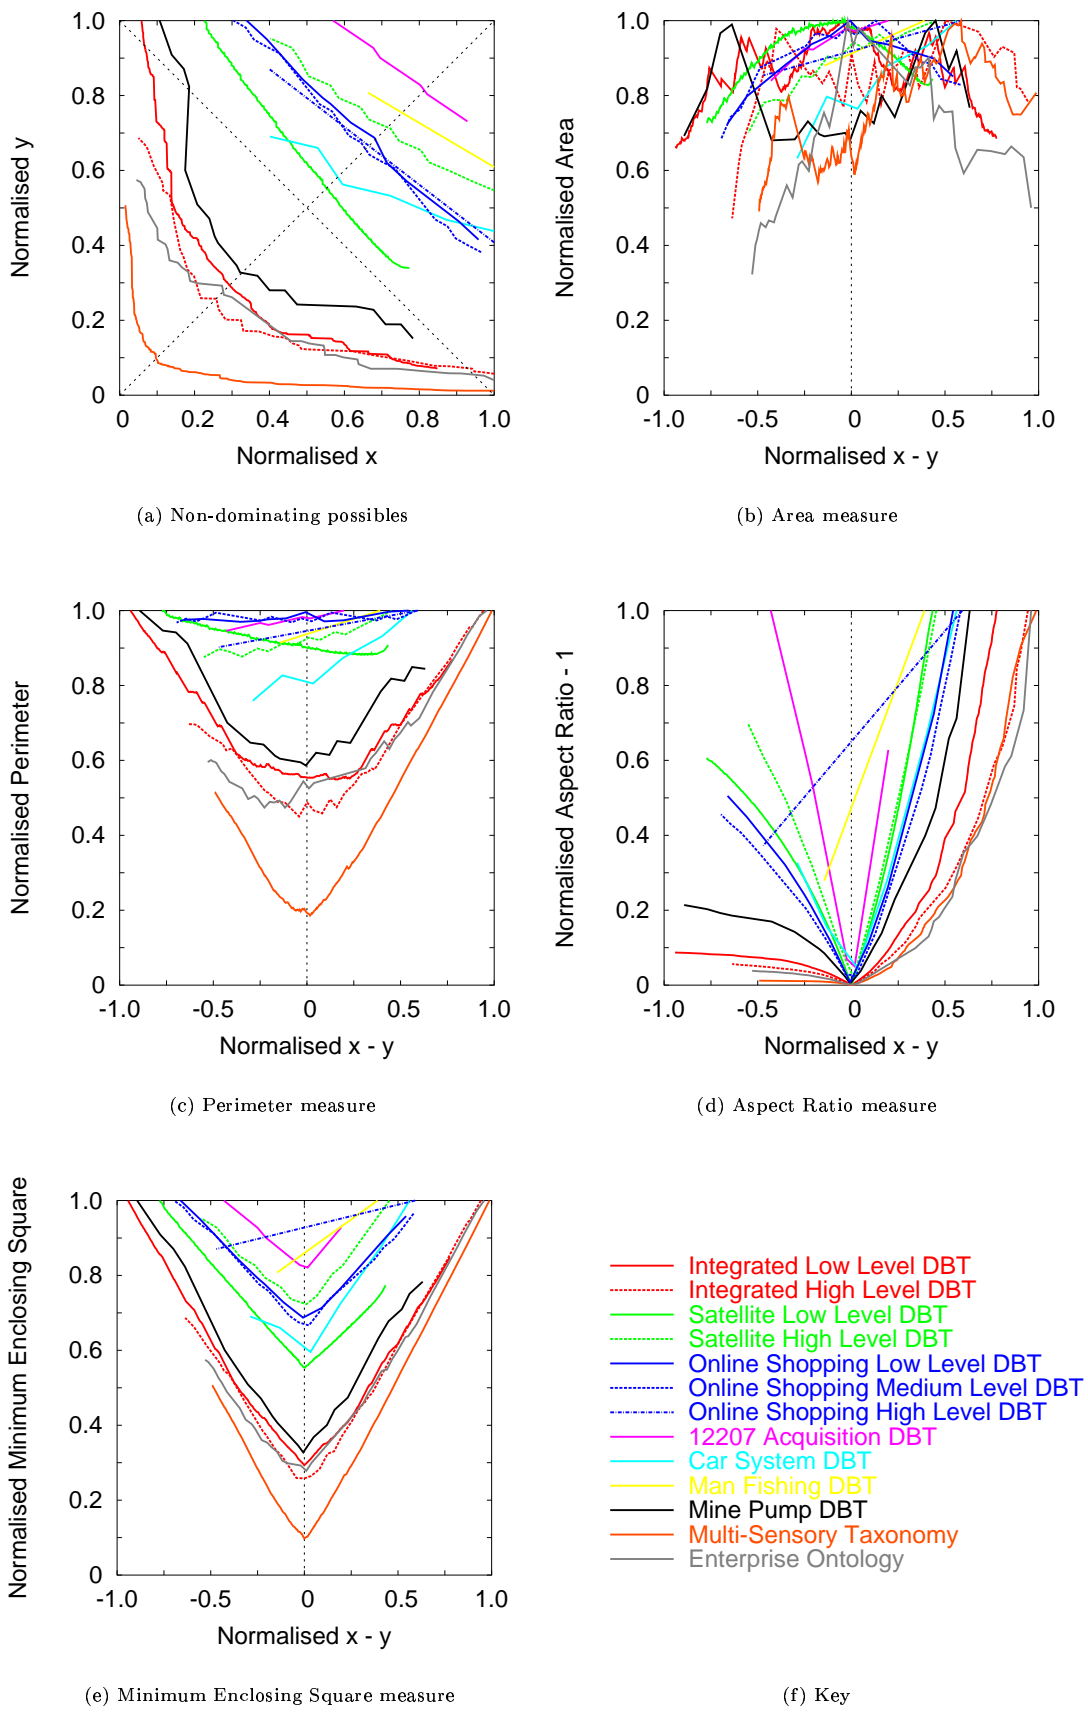 1.0
0.8
0.6
0.4
0.2
0
0 0.2 0.4 0.6 0.8 1.0
Normalised y
Normalised x
(a) Non-dominating possibles
1.0
0.8
0.6
0.4
0.2
0
-1.0 -0.5 0 0.5 1.0
Normalised Area
Normalised x - y
(b) Area measure
1.0
0.8
0.6
0.4
0.2
0
-1.0 -0.5 0 0.5 1.0
Normalised Perimeter
Normalised x - y
(c) Perimeter measure
1.0
0.8
0.6
0.4
0.2
0
-1.0 -0.5 0 0.5 1.0
Normalised Aspect Ratio - 1
Normalised x - y
(d) Aspect Ratio measure
1.0
0.8
0.6
0.4
0.2
0
-1.0 -0.5 0 0.5 1.0
Normalised Minimum Enclosing Square
Normalised x - y
(e) Minimum Enclosing Square measure
Integrated Low Level DBT
Integrated High Level DBT
Satellite Low Level DBT
Satellite High Level DBT
Online Shopping Low Level DBT
Online Shopping Medium Level DBT
Online Shopping High Level DBT
12207 Acquisition DBT
Car System DBT
Man Fishing DBT
Mine Pump DBT
Multi-Sensory Taxonomy
Enterprise Ontology
(f) Key